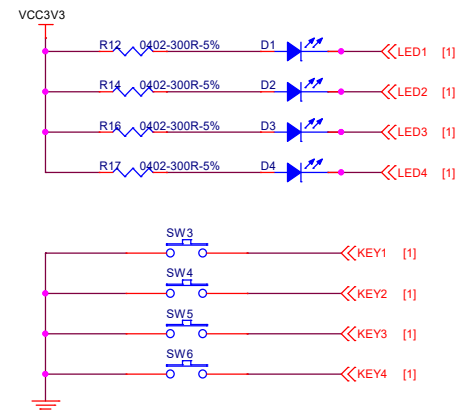 VCC3V3
R12 0402-300R-5% D1 LED1 [1]
R14 0402-300R-5% D2 LED2 [1]
R16 0402-300R-5% D3 LED3 [1]
R17 0402-300R-5% D4 LED4 [1]
SW3
KEY1 [1]
SW4
KEY2 [1]
SW5
KEY3 [1]
SW6
KEY4 [1]